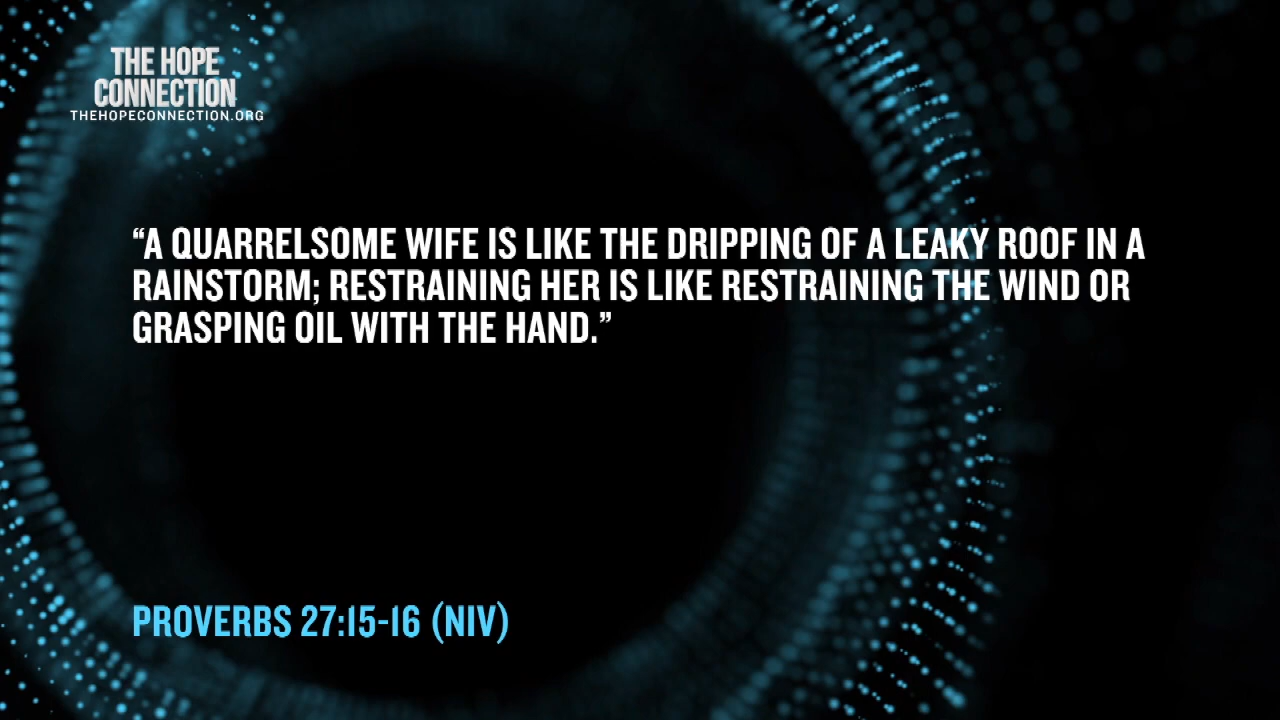 THE HOPE
CONNECTION
THEHOPECONNECTION.ORG
“A QUARRELSOME WIFE IS LIKE THE DRIPPING OF A LEAKY ROOF IN A
RAINSTORM; RESTRAINING HER IS LIKE RESTRAINING THE WIND OR
GRASPING OIL WITH THE HAND.”
PROVERBS 27:15-16 (NIV)